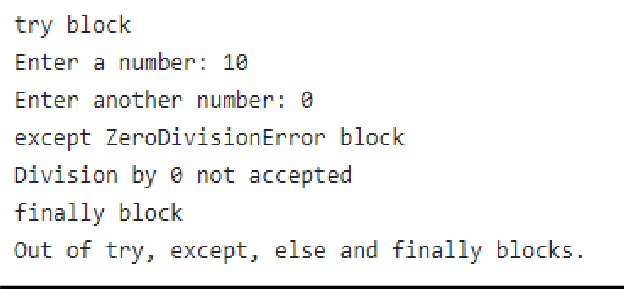 try block
Enter a number: 10
Enter another number: 0
except ZeroDivisionError block
Division by 0 not accepted
finally block
Out of try, except, else and finally blocks.